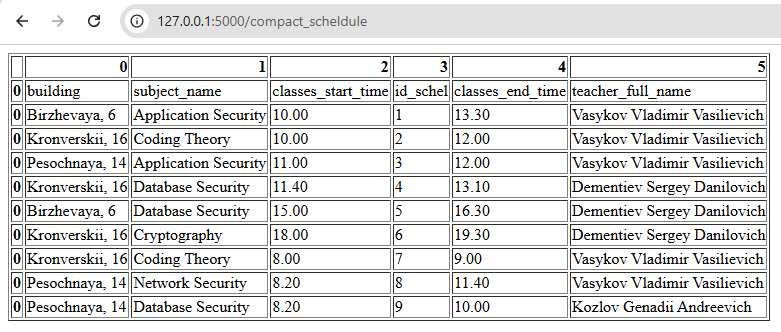 127.0.0.1:5000/compact_scheldule
0 1 2 3 4 5
0 building subject_name classes_start_time id_schel classes_end_time teacher_full_name
0 Birzhevaya, 6 Application Security 10.00 1 13.30 Vasykov Vladimir Vasilievich
0 Kronverskii, 16 Coding Theory 10.00 2 12.00 Vasykov Vladimir Vasilievich
0 Pesochnaya, 14 Application Security 11.00 3 12.00 Vasykov Vladimir Vasilievich
0 Kronverskii, 16 Database Security 11.40 4 13.10 Dementiev Sergey Danilovich
0 Birzhevaya, 6 Database Security 15.00 5 16.30 Dementiev Sergey Danilovich
0 Kronverskii, 16 Cryptography 18.00 6 19.30 Dementiev Sergey Danilovich
0 Kronverskii, 16 Coding Theory 8.00 7 9.00 Vasykov Vladimir Vasilievich
0 Pesochnaya, 14 Network Security 8.20 8 11.40 Vasykov Vladimir Vasilievich
0 Pesochnaya, 14 Database Security 8.20 9 10.00 Kozlov Genadii Andreevich